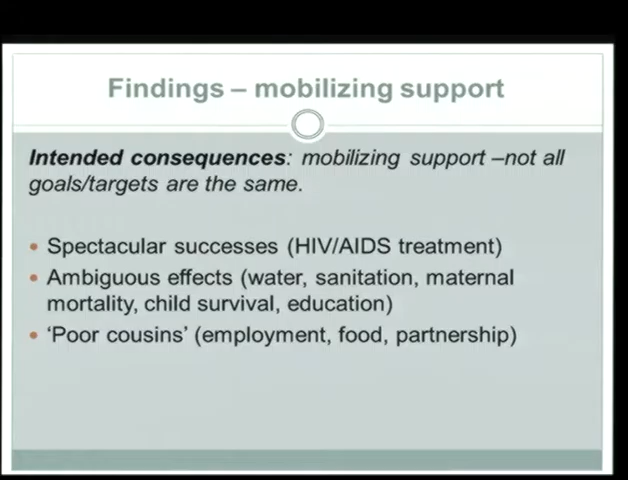 Findings – mobilizing support
Intended consequences: mobilizing support –not all
goals/targets are the same.
• Spectacular successes (HIV/AIDS treatment)
• Ambiguous effects (water, sanitation, maternal
mortality, child survival, education)
• ‘Poor cousins’ (employment, food, partnership)